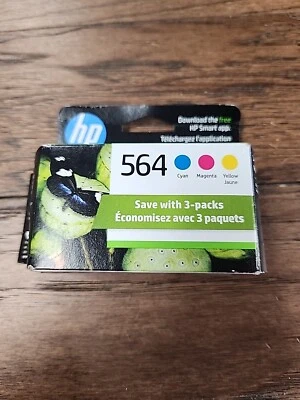 Download the free
HP Smart app.
Téléchargez l'application
hp
564
Cyan
Magenta
Yellow
Jaune
Save with 3-packs
Économisez avec 3 paquets